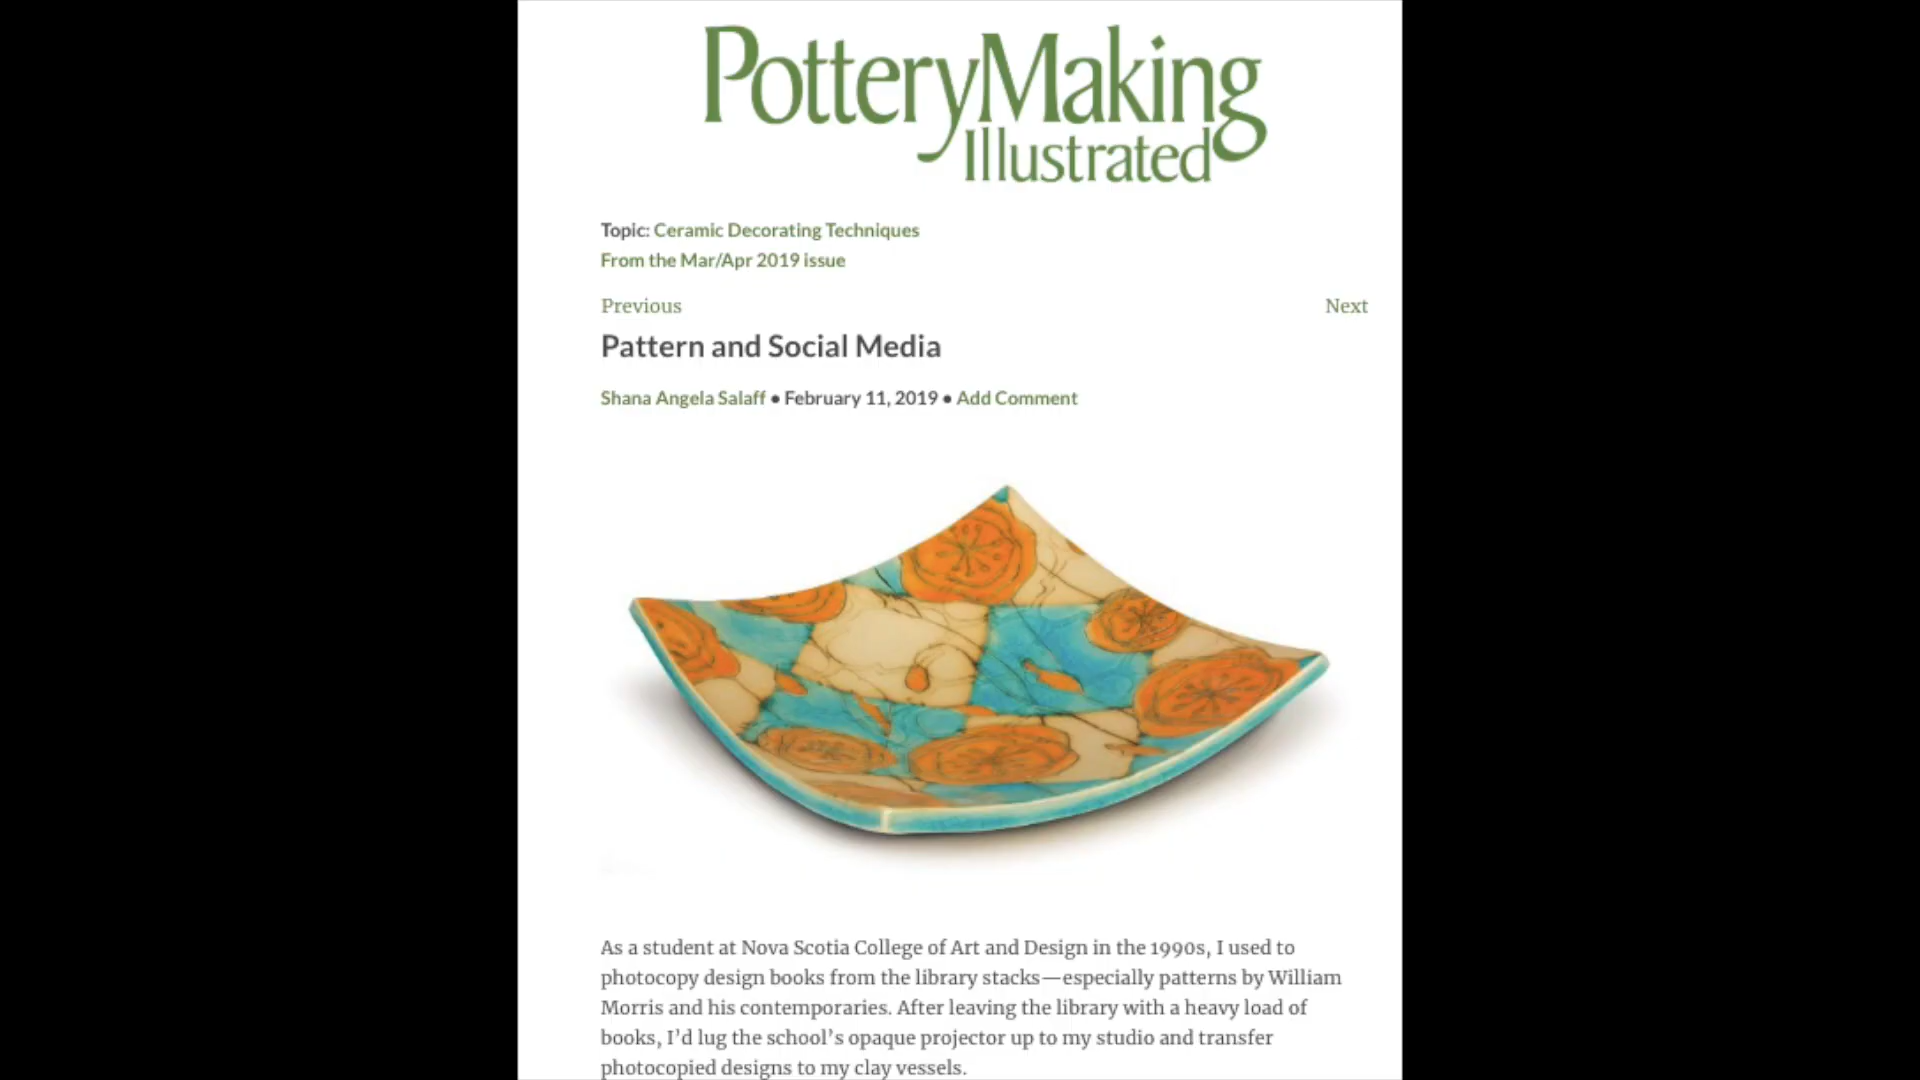 PotteryMaking
Illustrated
Topic: Ceramic Decorating Techniques
From the Mar/Apr 2019 issue
Previous Next
Pattern and Social Media
Shana Angela Salaff • February 11, 2019 • Add Comment
As a student at Nova Scotia College of Art and Design in the 1990s, I used to
photocopy design books from the library stacks—especially patterns by William
Morris and his contemporaries. After leaving the library with a heavy load of
books, I’d lug the school’s opaque projector up to my studio and transfer
photocopied designs to my clay vessels.